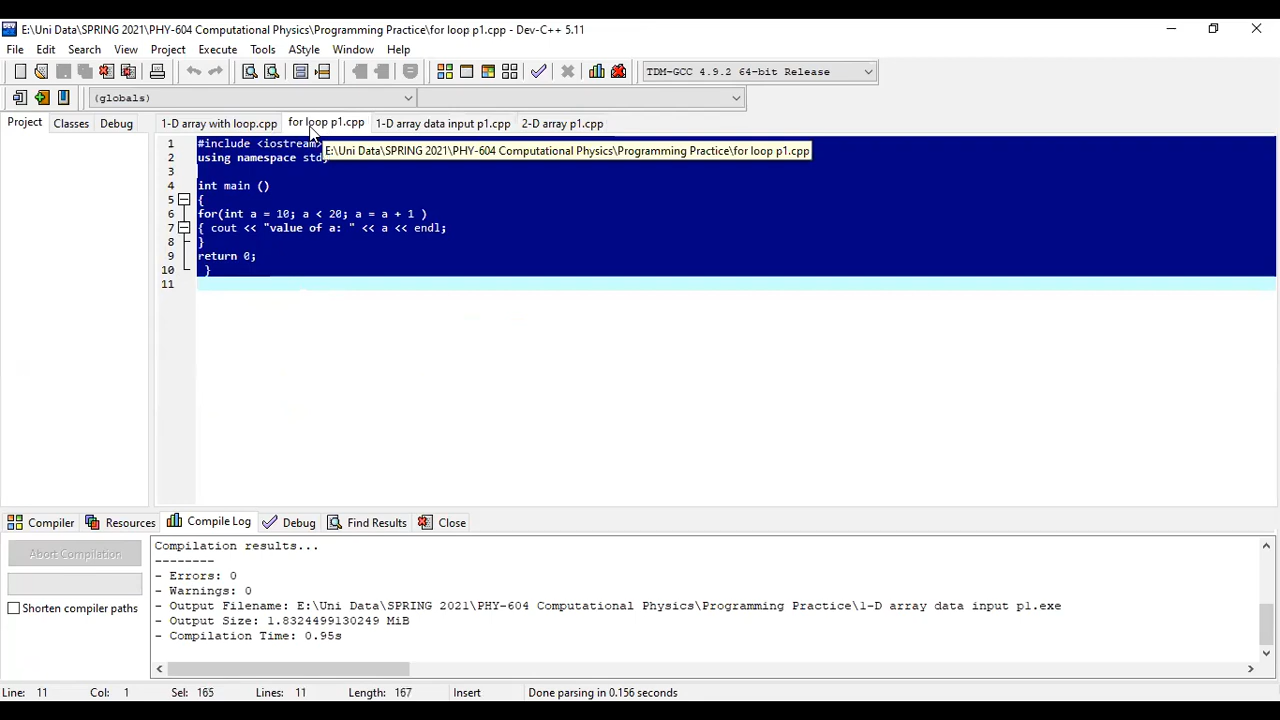 E:\Uni Data\SPRING 2021\PHY-604 Computational Physics\Programming Practice\for loop p1.cpp - Dev-C++ 5.11
File Edit Search View Project Execute Tools AStyle Window Help
TDM-GCC 4.9.2 64-bit Release
(globals)
Project Classes Debug 1-D array with loop.cpp for loop p1.cpp 1-D array data input p1.cpp 2-D array p1.cpp
1 #include <iostream>
E:\Uni Data\SPRING 2021\PHY-604 Computational Physics\Programming Practice\for loop p1.cpp
2 using namespace std;
3
4 int main ()
5 {
6 for(int a = 10; a < 20; a = a + 1 )
7 { cout << "value of a: " << a << endl;
8 }
9 return 0;
10 }
11
Compiler Resources Compile Log Debug Find Results Close
Abort Compilation
Shorten compiler paths
Compilation results...
--------
- Errors: 0
- Warnings: 0
- Output Filename: E:\Uni Data\SPRING 2021\PHY-604 Computational Physics\Programming Practice\1-D array data input p1.exe
- Output Size: 1.8324499130249 MiB
- Compilation Time: 0.95s
Line: 11 Col: 1 Sel: 165 Lines: 11 Length: 167 Insert Done parsing in 0.156 seconds